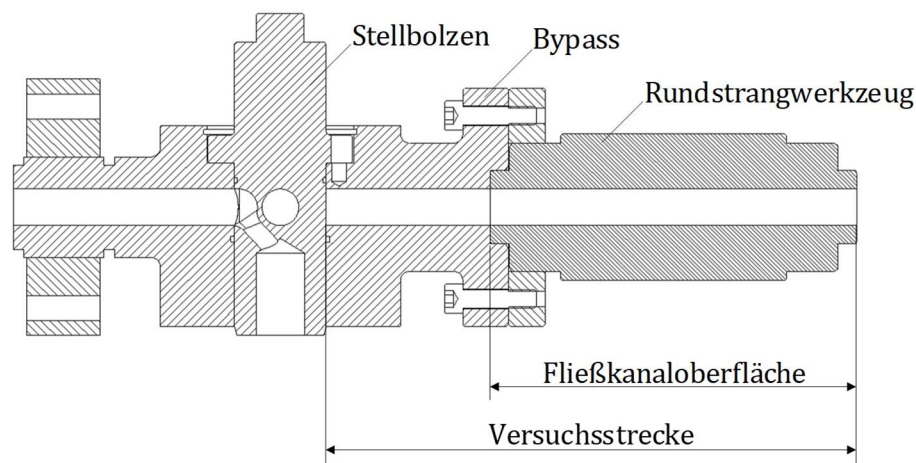 Stellbolzen
Bypass
Rundstrangwerkzeug
Fließkanaloberfläche
Versuchsstrecke